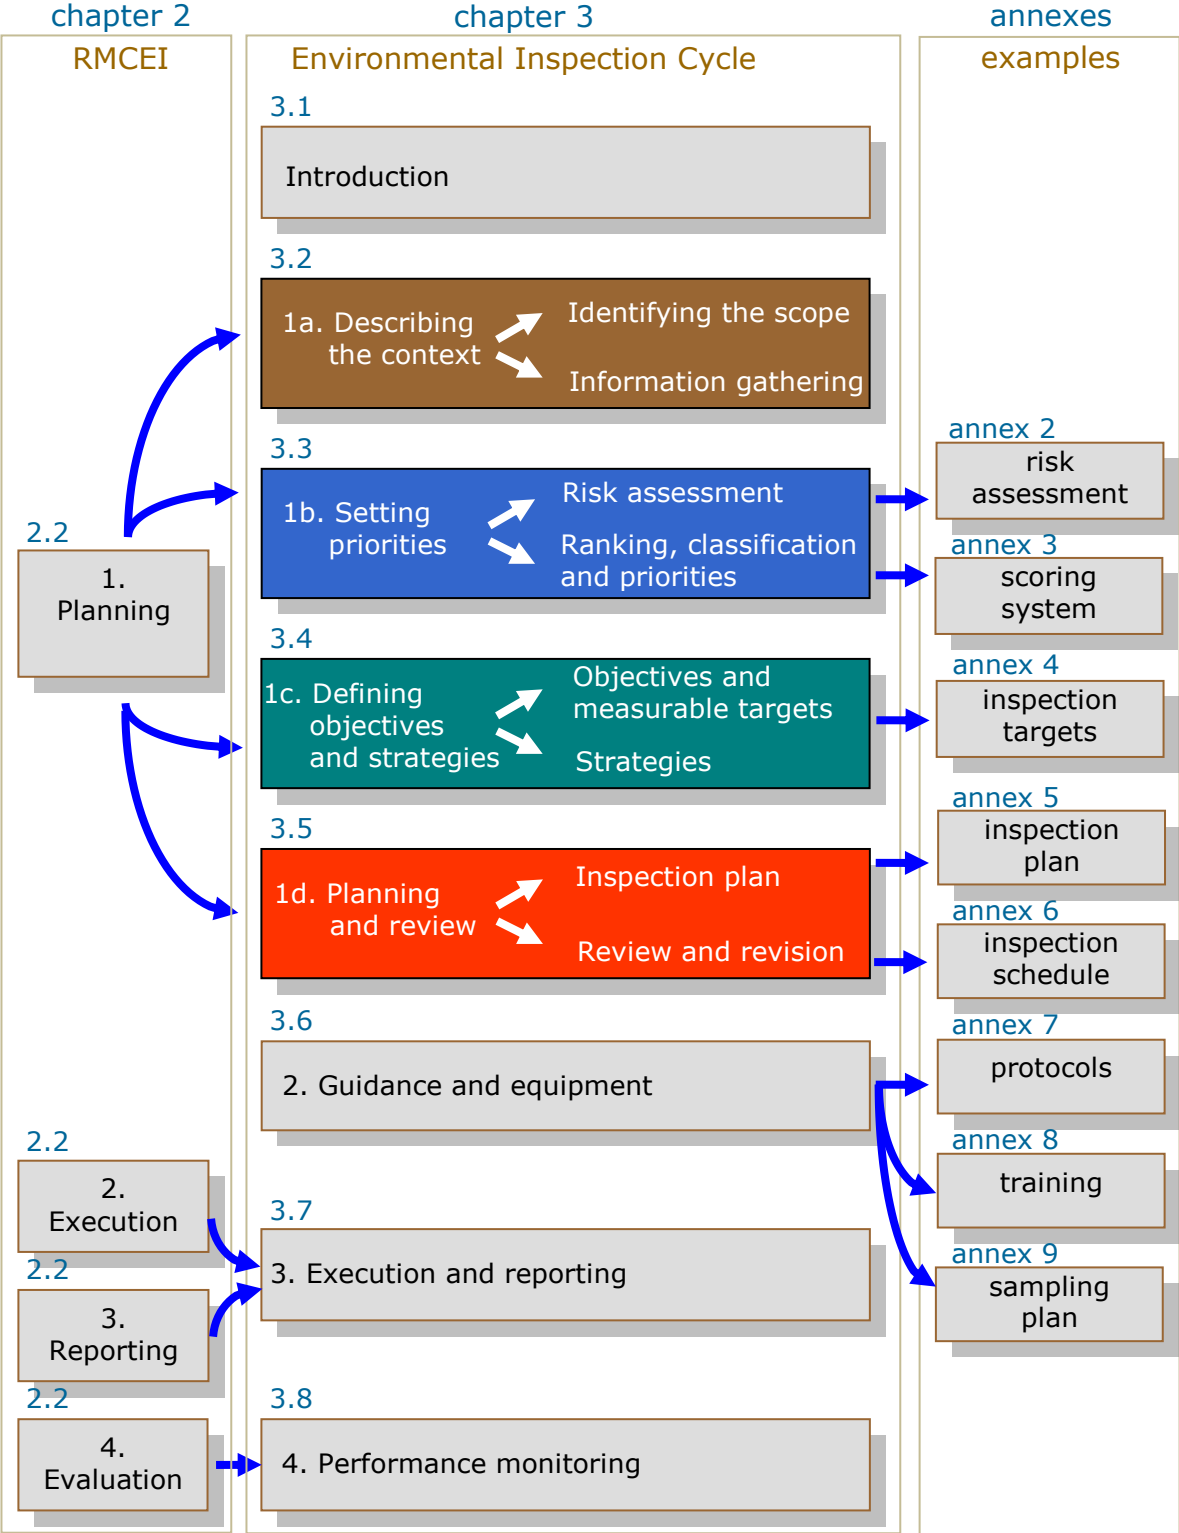 chapter 2
RMCEI
2.2
1.
Planning
2.2
2.
Execution
2.2
3.
Reporting
2.2
4.
Evaluation
chapter 3
Environmental Inspection Cycle
3.1
Introduction
3.2
1a. Describing
the context
Identifying the scope
Information gathering
3.3
1b. Setting
priorities
Risk assessment
Ranking, classification
and priorities
3.4
1c. Defining
objectives
and strategies
Objectives and
measurable targets
Strategies
3.5
1d. Planning
and review
Inspection plan
Review and revision
3.6
2. Guidance and equipment
3.7
3. Execution and reporting
3.8
4. Performance monitoring
annexes
examples
annex 2
risk
assessment
annex 3
scoring
system
annex 4
inspection
targets
annex 5
inspection
plan
annex 6
inspection
schedule
annex 7
protocols
annex 8
training
annex 9
sampling
plan